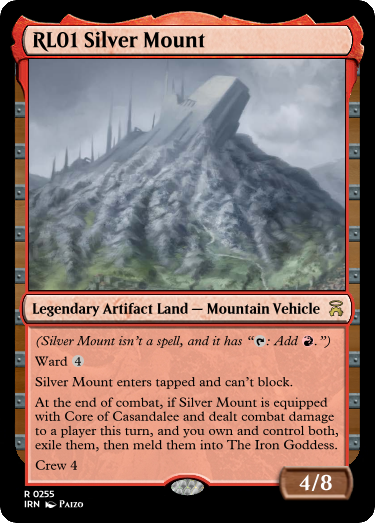 RL01 Silver Mount
Legendary Artifact Land — Mountain Vehicle
(Silver Mount isn't a spell, and it has “: Add .”)
Ward 4
Silver Mount enters tapped and can't block.
At the end of combat, if Silver Mount is equipped
with Core of Casandalee and dealt combat damage
to a player this turn, and you own and control both,
exile them, then meld them into The Iron Goddess.
Crew 4
4/8
R 0255
IRN Paizo